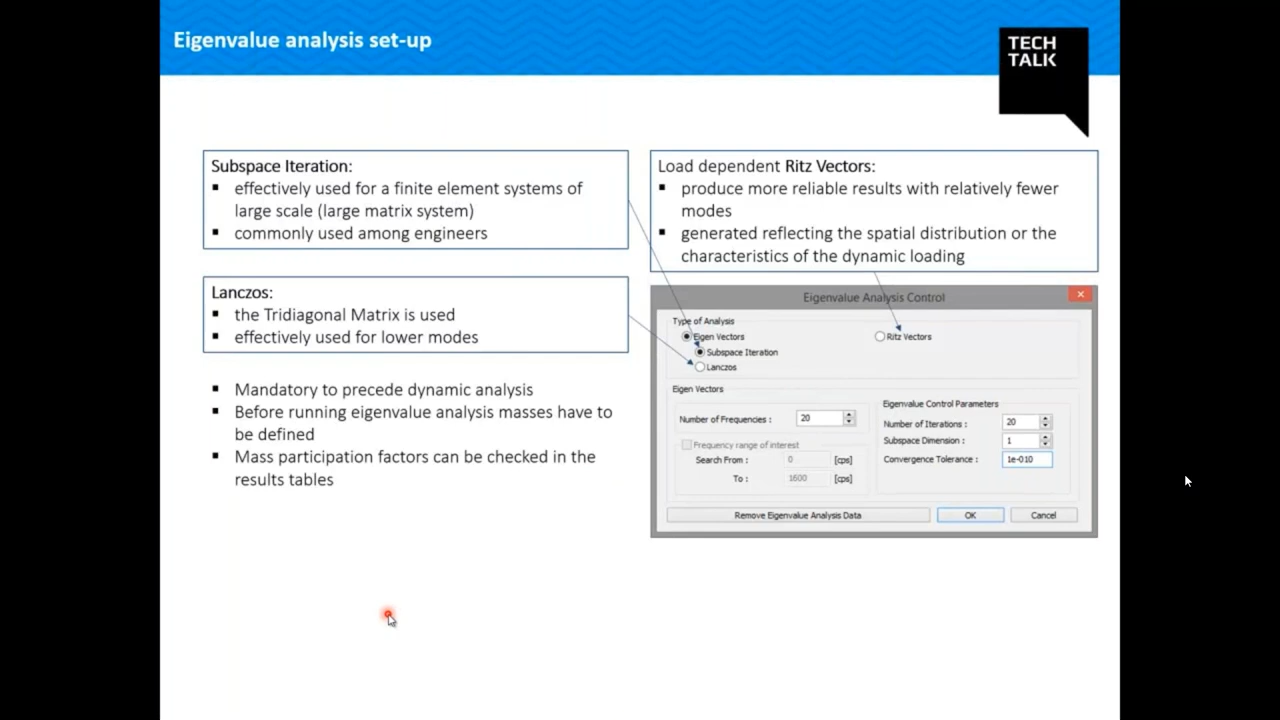 Eigenvalue analysis set-up
TECH
TALK
Subspace Iteration:
▪ effectively used for a finite element systems of
large scale (large matrix system)
▪ commonly used among engineers
Lanczos:
▪ the Tridiagonal Matrix is used
▪ effectively used for lower modes
▪ Mandatory to precede dynamic analysis
▪ Before running eigenvalue analysis masses have to
be defined
▪ Mass participation factors can be checked in the
results tables
Load dependent Ritz Vectors:
▪ produce more reliable results with relatively fewer
modes
▪ generated reflecting the spatial distribution or the
characteristics of the dynamic loading
Eigenvalue Analysis Control
Type of Analysis
Eigen Vectors
Ritz Vectors
Subspace Iteration
Lanczos
Eigen Vectors
Number of Frequencies : 20
Frequency range of interest
Search From : 0 [cps]
To : 1600 [cps]
Eigenvalue Control Parameters
Number of Iterations : 20
Subspace Dimension : 1
Convergence Tolerance : 1e-010
Remove Eigenvalue Analysis Data
OK
Cancel